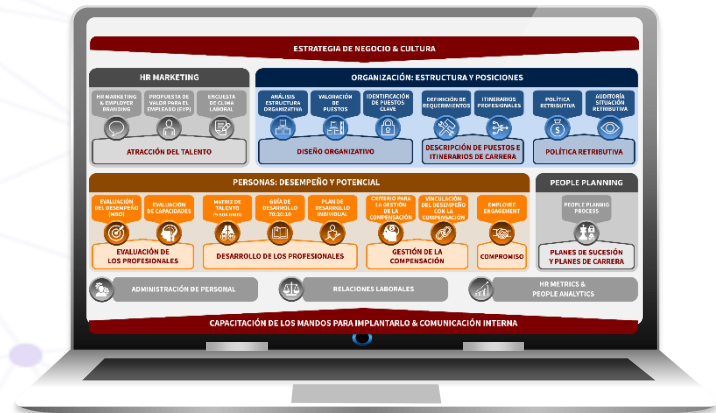 ESTRATEGIA DE NEGOCIO & CULTURA
HR MARKETING
HR MARKETING
& EMPLOYER
BRANDING
PROPUESTA DE
VALOR PARA EL
EMPLEADO (EVP)
ENCUESTA
DE CLIMA
LABORAL
ATRACCIÓN DEL TALENTO
ORGANIZACIÓN: ESTRUCTURA Y POSICIONES
ANÁLISIS
ESTRUCTURA
ORGANIZATIVA
VALORACIÓN
DE
PUESTOS
IDENTIFICACIÓN
DE PUESTOS
CLAVE
DISEÑO ORGANIZATIVO
DEFINICIÓN DE
REQUERIMIENTOS
ITINERARIOS
PROFESIONALES
DESCRIPCIÓN DE PUESTOS E
ITINERARIOS DE CARRERA
POLÍTICA
RETRIBUTIVA
AUDITORÍA
SITUACIÓN
RETRIBUTIVA
POLÍTICA RETRIBUTIVA
PERSONAS: DESEMPEÑO Y POTENCIAL
EVALUACIÓN
DEL DESEMPEÑO
(MBO)
EVALUACIÓN
DE CAPACIDADES
EVALUACIÓN DE
LOS PROFESIONALES
MATRIZ DE
TALENTO
GUÍA DE
DESARROLLO
70:20:10
PLAN DE
DESARROLLO
INDIVIDUAL
DESARROLLO DE LOS PROFESIONALES
CRITERIO PARA
LA GESTIÓN
DE LA
COMPENSACIÓN
VINCULACIÓN
DEL DESEMPEÑO
CON LA
COMPENSACIÓN
GESTIÓN DE LA
COMPENSACIÓN
EMPLOYEE
ENGAGEMENT
COMPROMISO
PEOPLE PLANNING
PEOPLE PLANING
PROCESS
PLANES DE SUCESIÓN
Y PLANES DE CARRERA
ADMINISTRACIÓN DE PERSONAL
RELACIONES LABORALES
HR METRICS &
PEOPLE ANALYTICS
CAPACITACIÓN DE LOS MANDOS PARA IMPLANTARLO & COMUNICACIÓN INTERNA